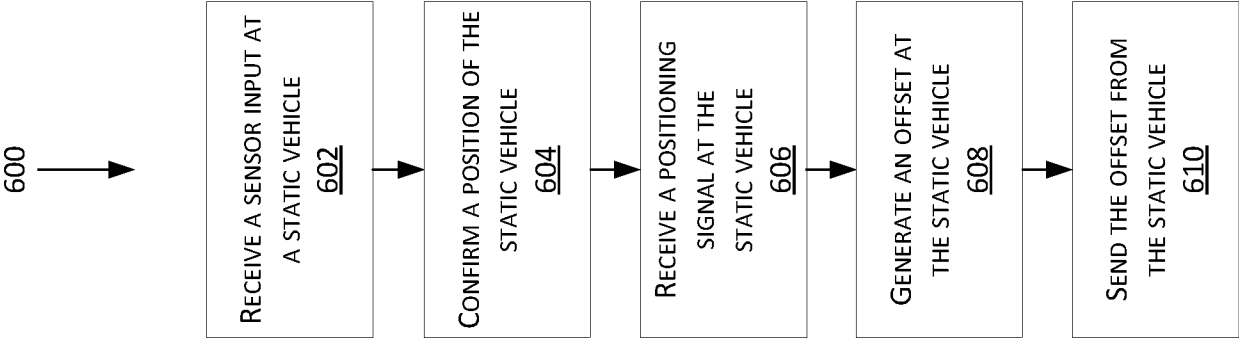 600
RECEIVE A SENSOR INPUT AT
A STATIC VEHICLE
602
CONFIRM A POSITION OF THE
STATIC VEHICLE
604
RECEIVE A POSITIONING
SIGNAL AT THE
STATIC VEHICLE
606
GENERATE AN OFFSET AT
THE STATIC VEHICLE
608
SEND THE OFFSET FROM
THE STATIC VEHICLE
610